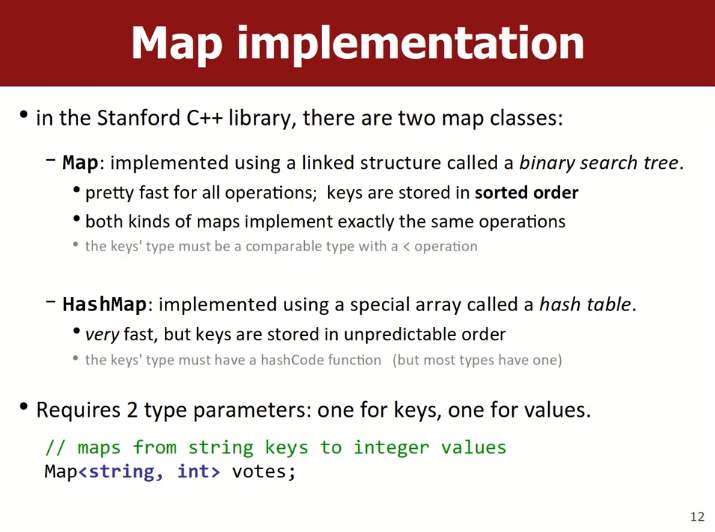 Map implementation
• in the Stanford C++ library, there are two map classes:
– Map: implemented using a linked structure called a binary search tree.
• pretty fast for all operations; keys are stored in sorted order
• both kinds of maps implement exactly the same operations
• the keys' type must be a comparable type with a < operation
– HashMap: implemented using a special array called a hash table.
• very fast, but keys are stored in unpredictable order
• the keys' type must have a hashCode function (but most types have one)
• Requires 2 type parameters: one for keys, one for values.
// maps from string keys to integer values
Map<string, int> votes;
12